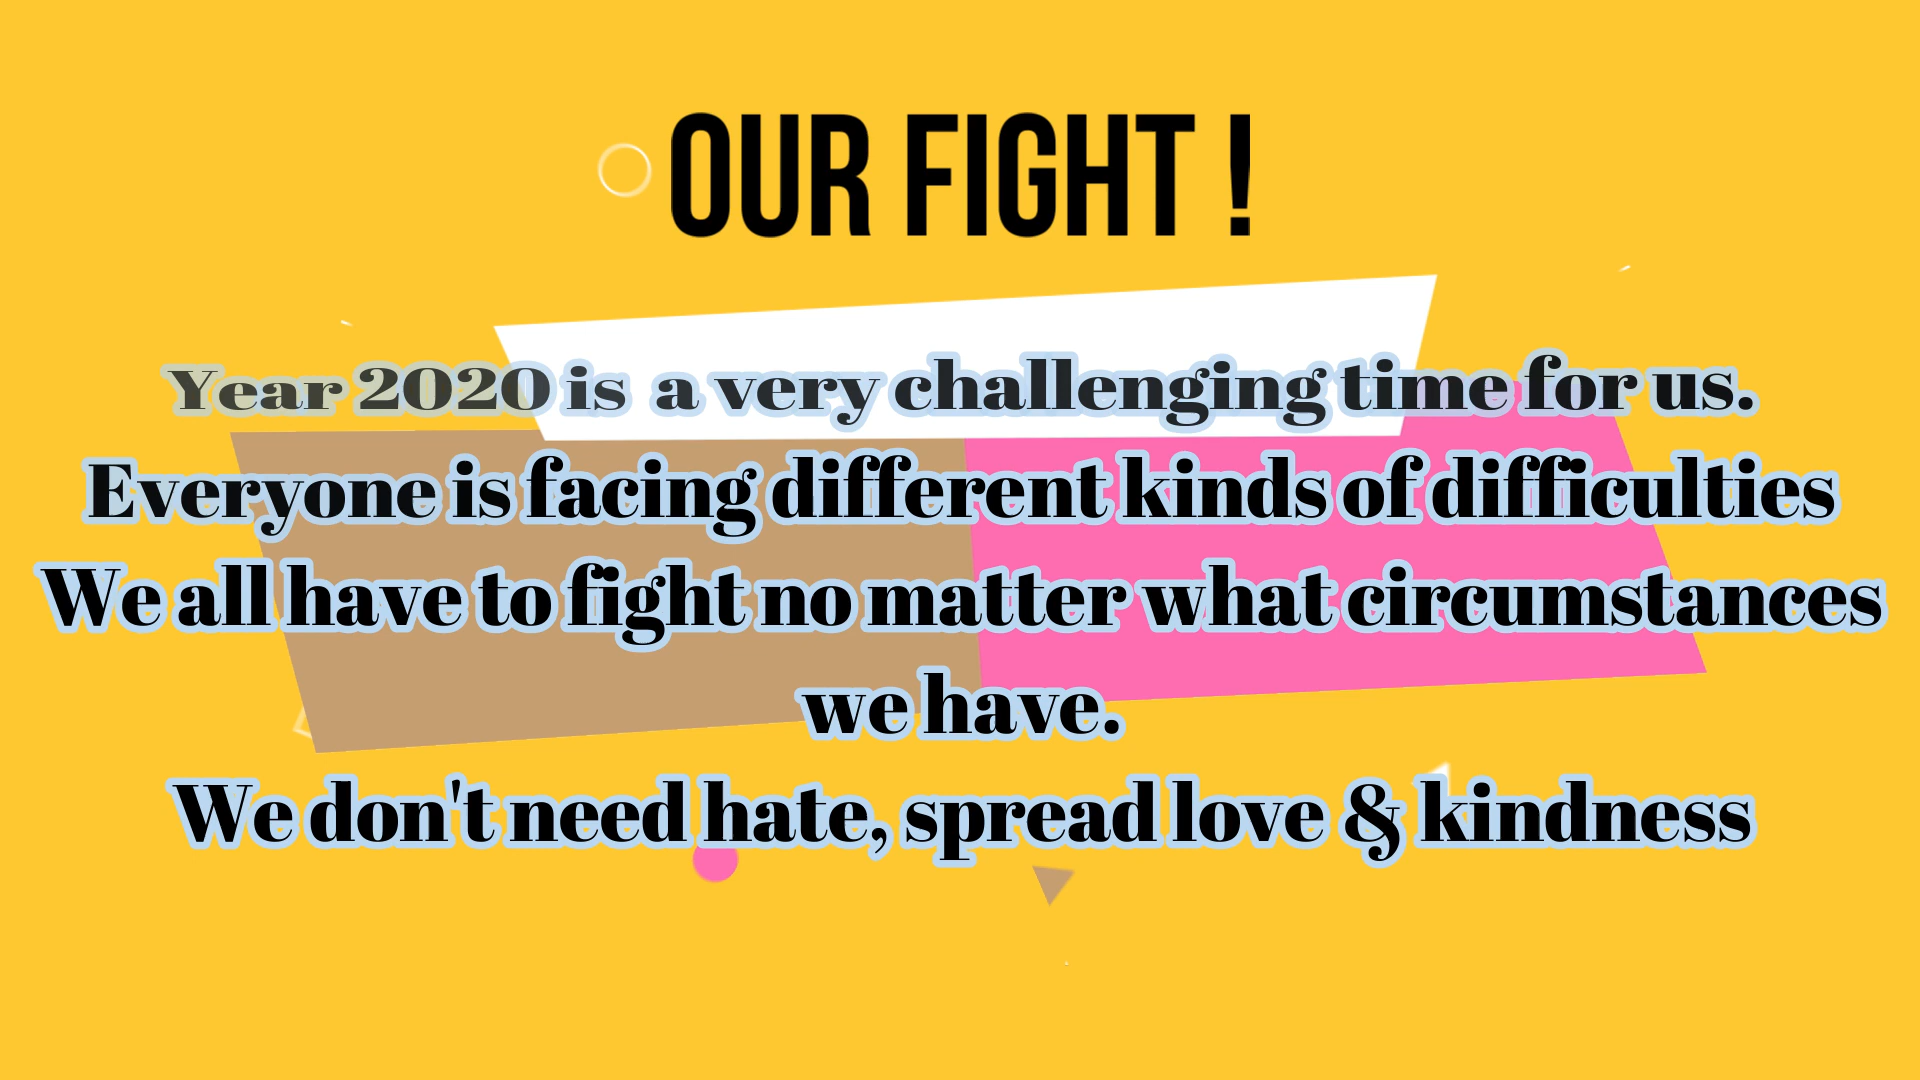 OUR FIGHT !
Year 2020 is a very challenging time for us.
Everyone is facing different kinds of difficulties
We all have to fight no matter what circumstances
we have.
We don't need hate, spread love & kindness